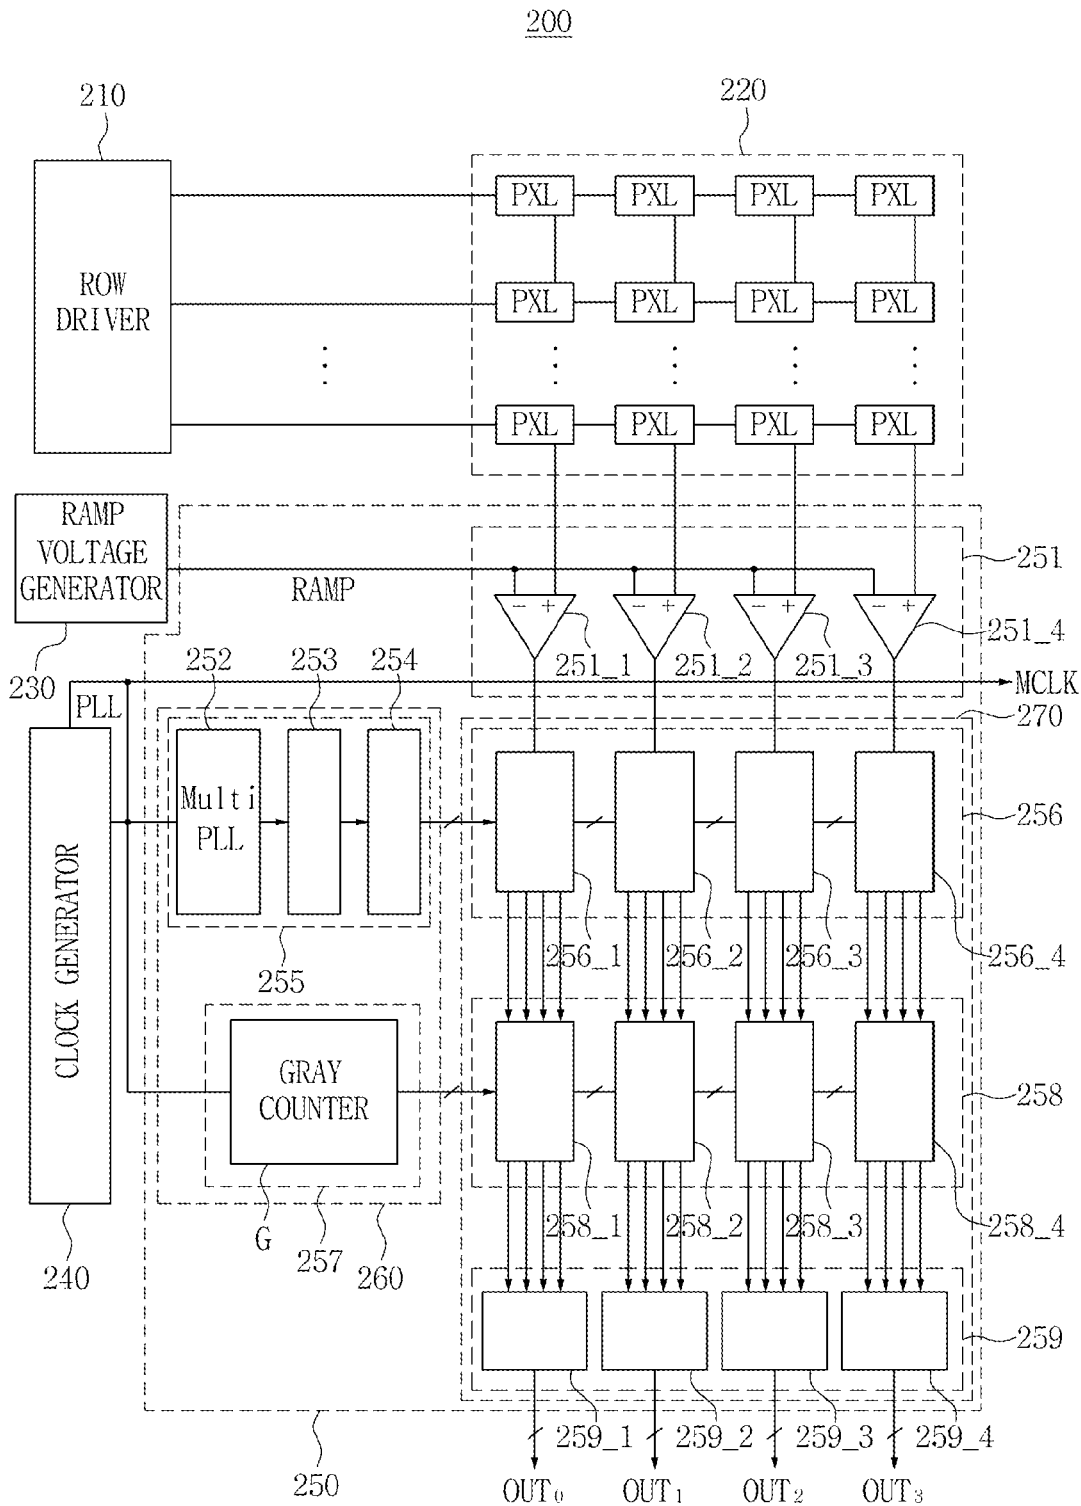 200
210
220
PXL PXL PXL PXL
ROW
DRIVER
PXL PXL PXL PXL
PXL PXL PXL PXL
RAMP
VOLTAGE
GENERATOR
RAMP
251
- + - + - + - +
251_1 251_2 251_3 251_4
230
252 253 254
PLL
MCLK
270
Multi
PLL
256
CLOCK GENERATOR
255
256_1 256_2 256_3 256_4
GRAY
COUNTER
258
G
257
260
258_1 258_2 258_3 258_4
240
259
250
259_1 259_2 259_3 259_4
OUT₀ OUT₁ OUT₂ OUT₃